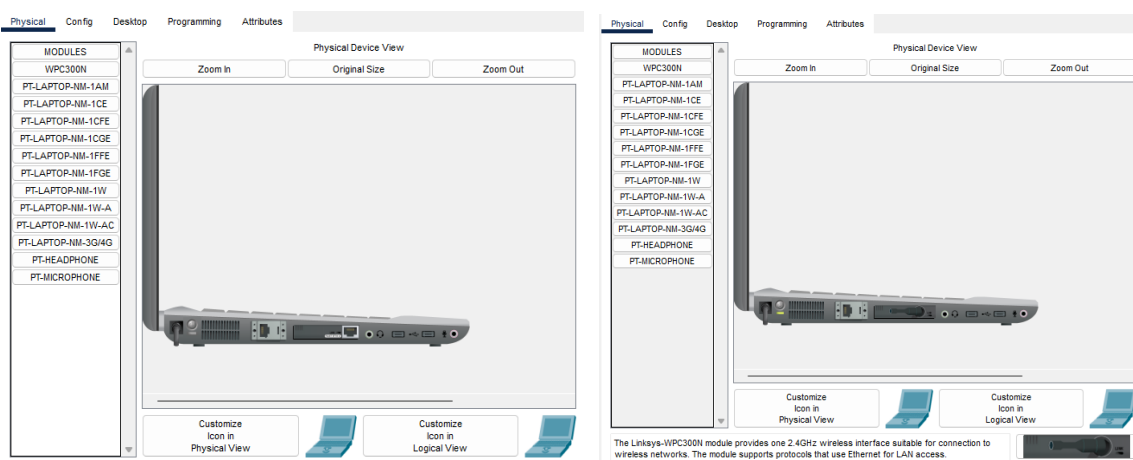 Physical Config Desktop Programming Attributes
MODULES
WPC300N
PT-LAPTOP-NM-1AM
PT-LAPTOP-NM-1CE
PT-LAPTOP-NM-1CFE
PT-LAPTOP-NM-1CGE
PT-LAPTOP-NM-1FFE
PT-LAPTOP-NM-1FGE
PT-LAPTOP-NM-1W
PT-LAPTOP-NM-1W-A
PT-LAPTOP-NM-1W-AC
PT-LAPTOP-NM-3G/4G
PT-HEADPHONE
PT-MICROPHONE
Physical Device View
Zoom In Original Size Zoom Out
Customize
Icon in
Physical View
Customize
Icon in
Logical View
Physical Config Desktop Programming Attributes
MODULES
WPC300N
PT-LAPTOP-NM-1AM
PT-LAPTOP-NM-1CE
PT-LAPTOP-NM-1CFE
PT-LAPTOP-NM-1CGE
PT-LAPTOP-NM-1FFE
PT-LAPTOP-NM-1FGE
PT-LAPTOP-NM-1W
PT-LAPTOP-NM-1W-A
PT-LAPTOP-NM-1W-AC
PT-LAPTOP-NM-3G/4G
PT-HEADPHONE
PT-MICROPHONE
Physical Device View
Zoom In Original Size Zoom Out
Customize
Icon in
Physical View
Customize
Icon in
Logical View
The Linksys-WPC300N module provides one 2.4GHz wireless interface suitable for connection to
wireless networks. The module supports protocols that use Ethernet for LAN access.